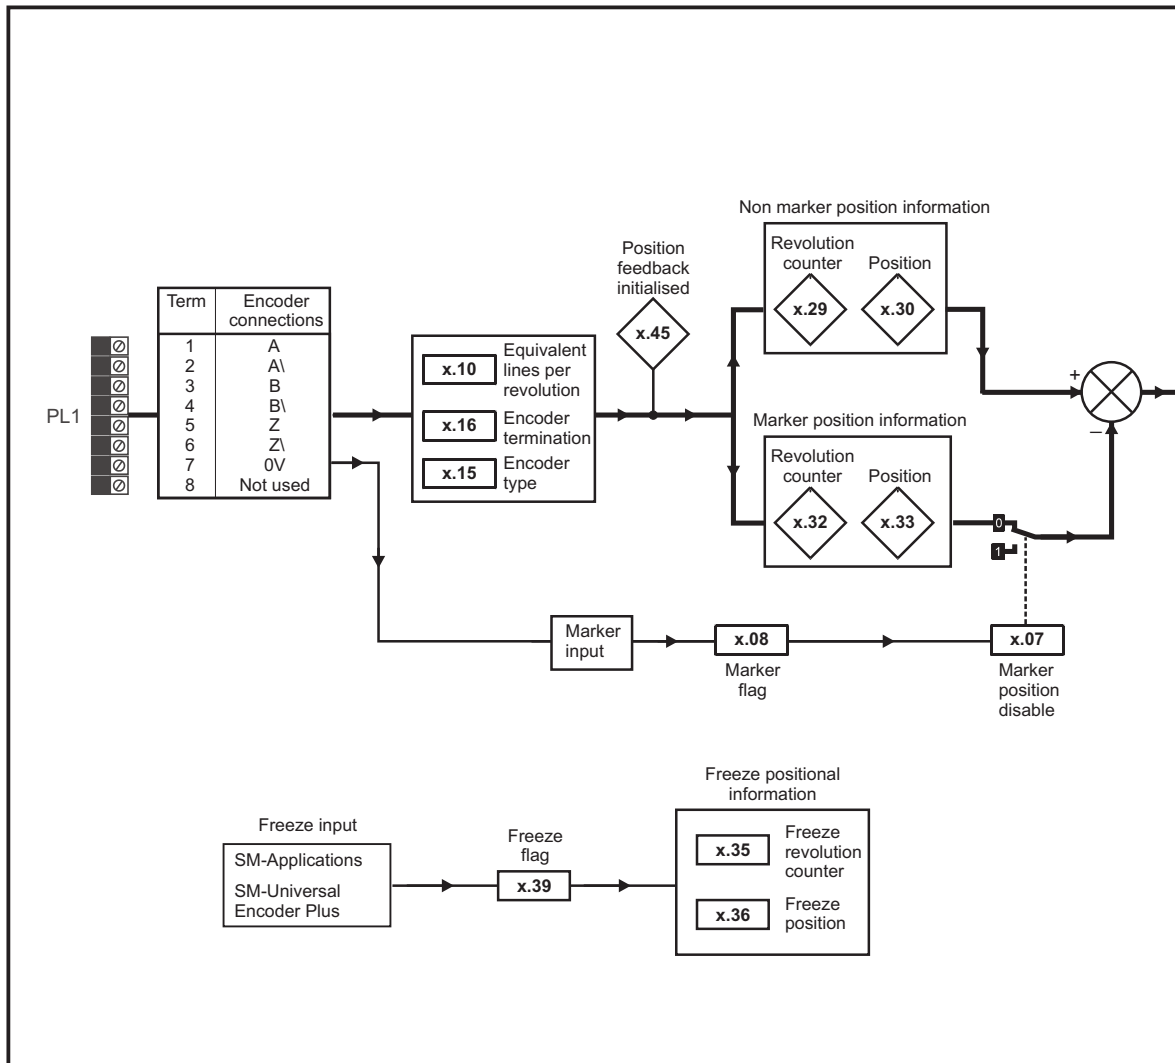 Non marker position information
Revolution
counter
Position
x.29
x.30
Position
feedback
initialised
x.45
Term
Encoder
connections
1 A
2 A\
3 B
4 B\
5 Z
6 Z\
7 0V
8 Not used
PL1
x.10
Equivalent
lines per
revolution
x.16
Encoder
termination
x.15
Encoder
type
+
−
Marker position information
Revolution
counter
Position
x.32
x.33
0
1
Marker
input
x.08
Marker
flag
x.07
Marker
position
disable
Freeze input
SM-Applications
SM-Universal
Encoder Plus
Freeze
flag
x.39
Freeze positional
information
x.35
Freeze
revolution
counter
x.36
Freeze
position